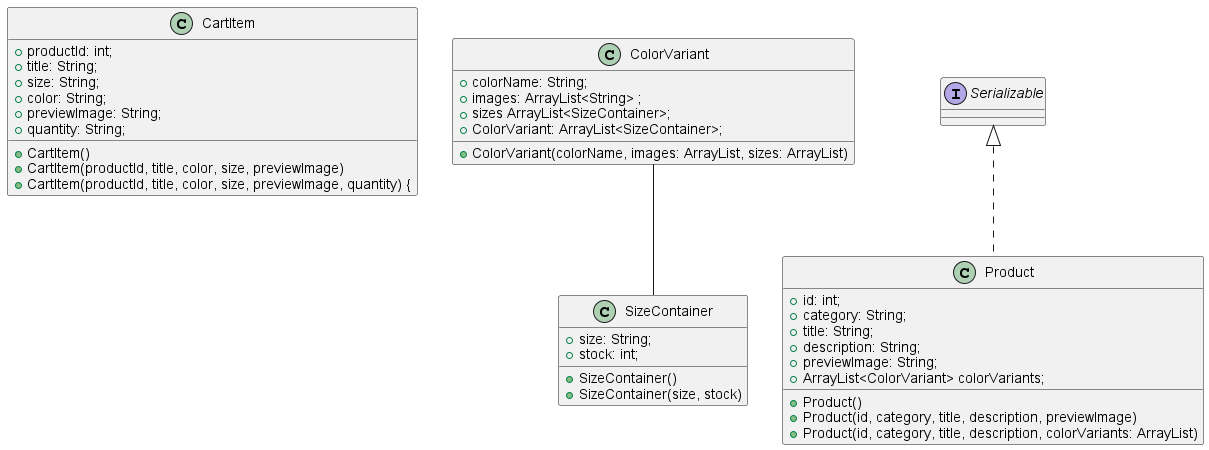 C CartItem
productId: int;
title: String;
size: String;
color: String;
previewImage: String;
quantity: String;
CartItem()
CartItem(productId, title, color, size, previewImage)
CartItem(productId, title, color, size, previewImage, quantity) {
C ColorVariant
colorName: String;
images: ArrayList<String> ;
sizes ArrayList<SizeContainer>;
ColorVariant: ArrayList<SizeContainer>;
ColorVariant(colorName, images: ArrayList, sizes: ArrayList)
I Serializable
C SizeContainer
size: String;
stock: int;
SizeContainer()
SizeContainer(size, stock)
C Product
id: int;
category: String;
title: String;
description: String;
previewImage: String;
ArrayList<ColorVariant> colorVariants;
Product()
Product(id, category, title, description, previewImage)
Product(id, category, title, description, colorVariants: ArrayList)